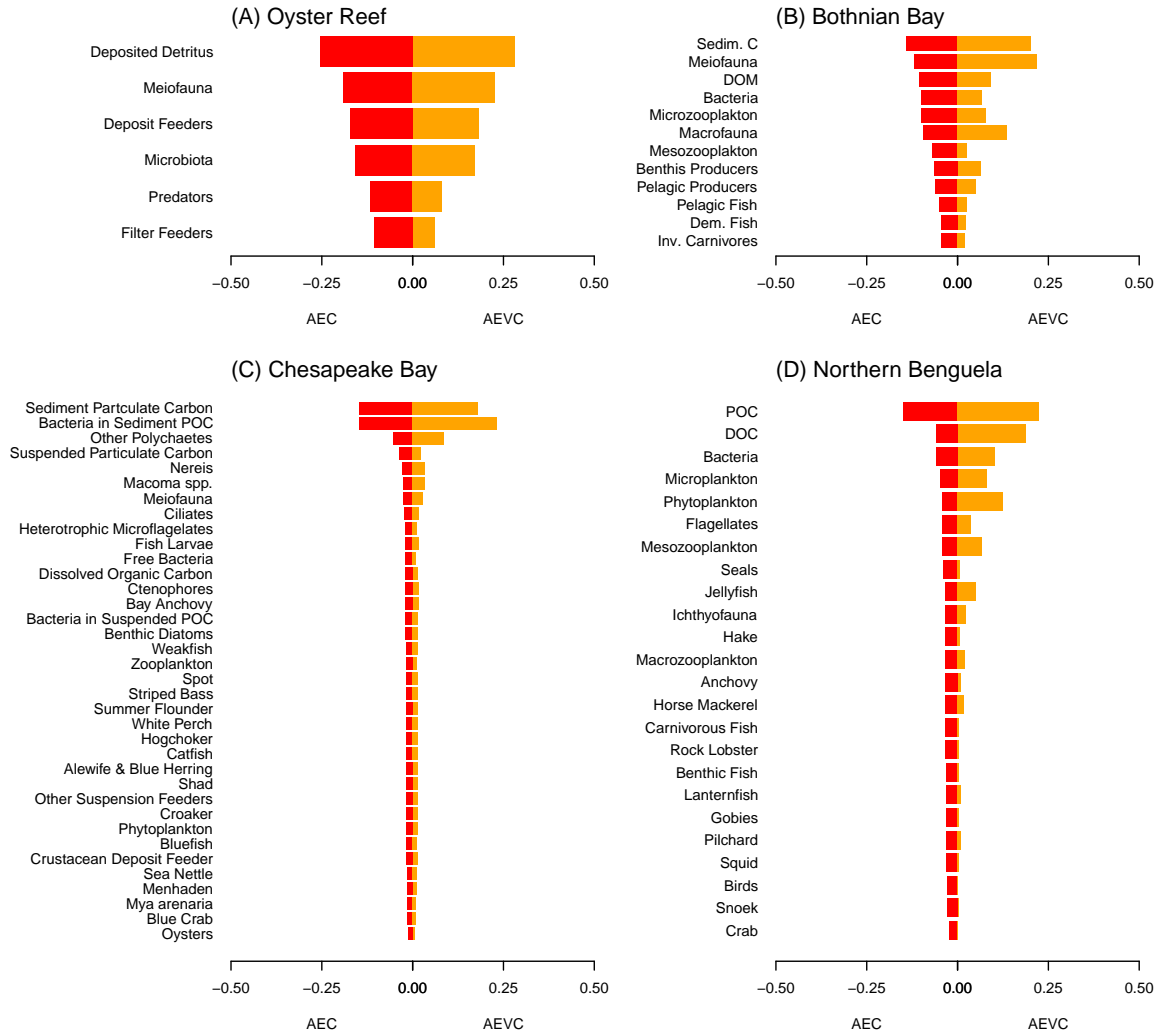 (A) Oyster Reef
Deposited Detritus
Meiofauna
Deposit Feeders
Microbiota
Predators
Filter Feeders
−0.50 −0.25 0.00 0.00 0.25 0.50
AEC AEVC
(B) Bothnian Bay
Sedim. C
Meiofauna
DOM
Bacteria
Microzooplakton
Macrofauna
Mesozooplakton
Benthis Producers
Pelagic Producers
Pelagic Fish
Dem. Fish
Inv. Carnivores
−0.50 −0.25 0.00 0.00 0.25 0.50
AEC AEVC
(C) Chesapeake Bay
Sediment Partculate Carbon
Bacteria in Sediment POC
Other Polychaetes
Suspended Particulate Carbon
Nereis
Macoma spp.
Meiofauna
Ciliates
Heterotrophic Microflagelates
Fish Larvae
Free Bacteria
Dissolved Organic Carbon
Ctenophores
Bay Anchovy
Bacteria in Suspended POC
Benthic Diatoms
Weakfish
Zooplankton
Spot
Striped Bass
Summer Flounder
White Perch
Hogchoker
Catfish
Alewife & Blue Herring
Shad
Other Suspension Feeders
Croaker
Phytoplankton
Bluefish
Crustacean Deposit Feeder
Sea Nettle
Menhaden
Mya arenaria
Blue Crab
Oysters
−0.50 −0.25 0.00 0.00 0.25 0.50
AEC AEVC
(D) Northern Benguela
POC
DOC
Bacteria
Microplankton
Phytoplankton
Flagellates
Mesozooplankton
Seals
Jellyfish
Ichthyofauna
Hake
Macrozooplankton
Anchovy
Horse Mackerel
Carnivorous Fish
Rock Lobster
Benthic Fish
Lanternfish
Gobies
Pilchard
Squid
Birds
Snoek
Crab
−0.50 −0.25 0.00 0.00 0.25 0.50
AEC AEVC